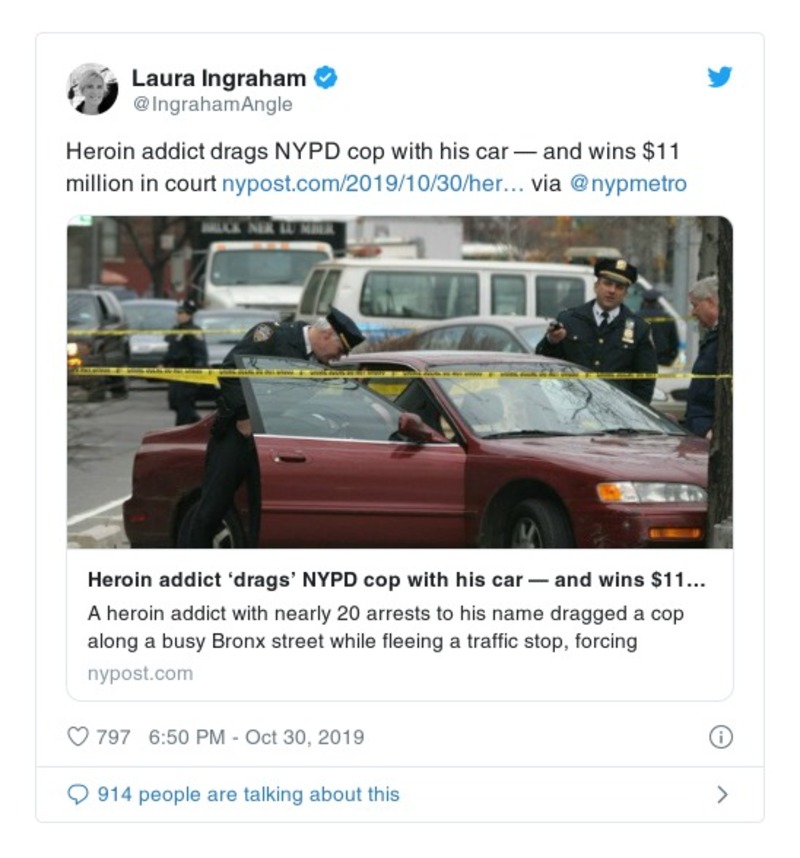 Laura Ingraham
@IngrahamAngle
Heroin addict drags NYPD cop with his car — and wins $11
million in court nypost.com/2019/10/30/her… via @nypmetro
BRUCK NER LUMBER
Heroin addict ‘drags’ NYPD cop with his car — and wins $11...
A heroin addict with nearly 20 arrests to his name dragged a cop
along a busy Bronx street while fleeing a traffic stop, forcing
nypost.com
797 6:50 PM - Oct 30, 2019
914 people are talking about this